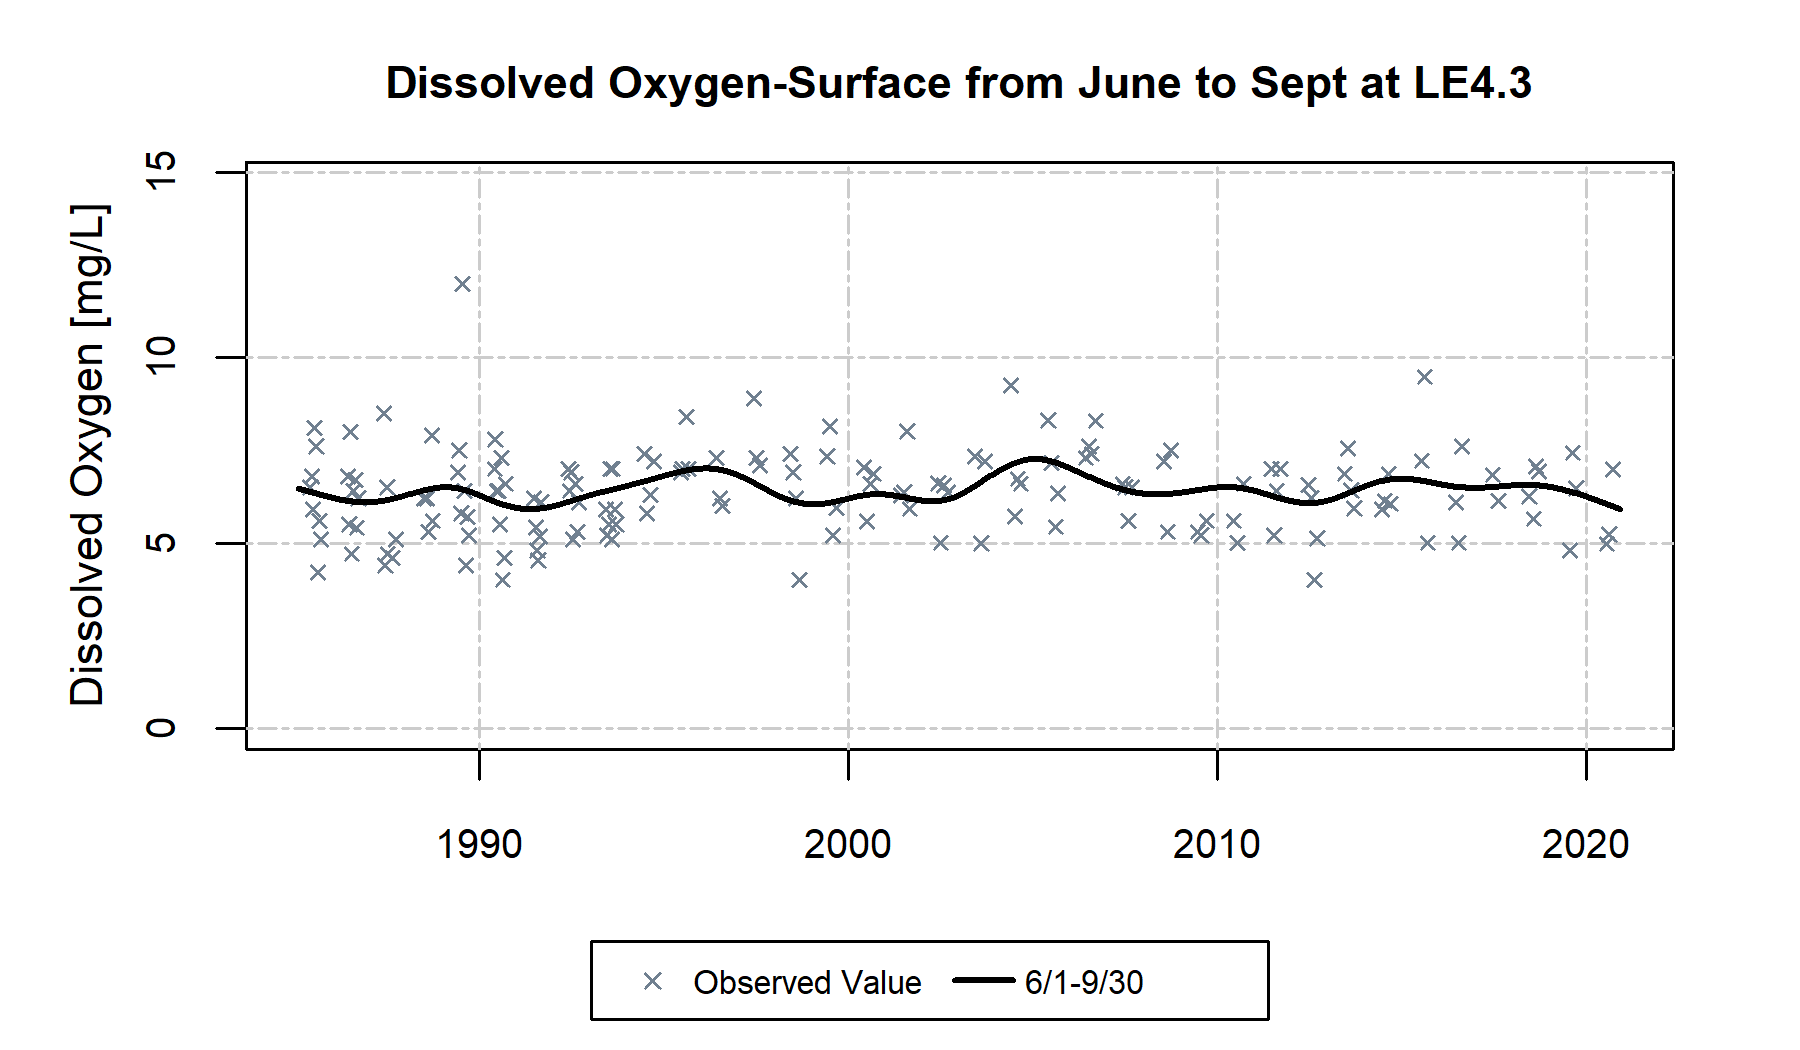 Dissolved Oxygen-Surface from June to Sept at LE4.3
Dissolved Oxygen [mg/L]
15
10
5
0
1990 2000 2010 2020
Observed Value 6/1-9/30